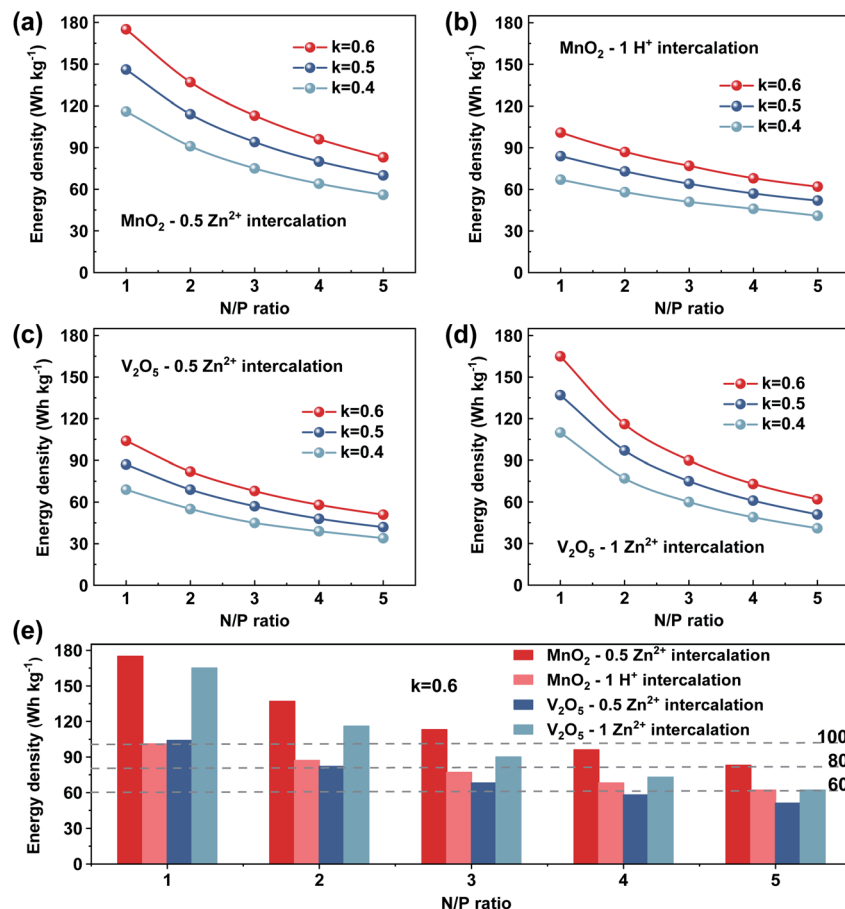 (a)
180
150
120
90
60
30
0
Energy density (Wh kg⁻¹)
k=0.6
k=0.5
k=0.4
MnO₂ - 0.5 Zn²⁺ intercalation
1 2 3 4 5
N/P ratio
(b)
180
150
120
90
60
30
0
Energy density (Wh kg⁻¹)
MnO₂ - 1 H⁺ intercalation
k=0.6
k=0.5
k=0.4
1 2 3 4 5
N/P ratio
(c)
180
150
120
90
60
30
0
Energy density (Wh kg⁻¹)
V₂O₅ - 0.5 Zn²⁺ intercalation
k=0.6
k=0.5
k=0.4
1 2 3 4 5
N/P ratio
(d)
180
150
120
90
60
30
0
Energy density (Wh kg⁻¹)
k=0.6
k=0.5
k=0.4
V₂O₅ - 1 Zn²⁺ intercalation
1 2 3 4 5
N/P ratio
(e)
180
150
120
90
60
30
0
Energy density (Wh kg⁻¹)
k=0.6
MnO₂ - 0.5 Zn²⁺ intercalation
MnO₂ - 1 H⁺ intercalation
V₂O₅ - 0.5 Zn²⁺ intercalation
V₂O₅ - 1 Zn²⁺ intercalation
100
80
60
1 2 3 4 5
N/P ratio